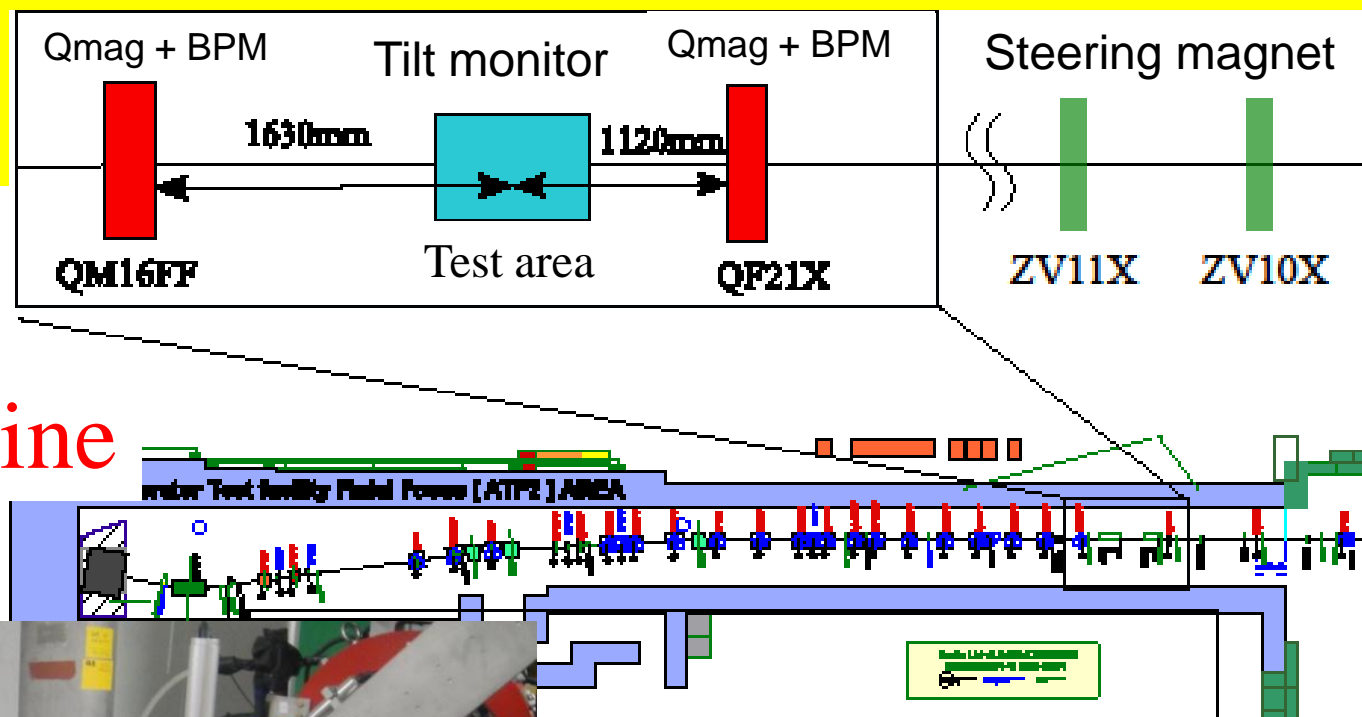 Qmag + BPM
Tilt monitor
Qmag + BPM
Steering magnet
1630mm
1120mm
QM16FF
Test area
QF21X
ZV11X
ZV10X
ine
erator Test facility Final Focus [ ATF2 ] AREA